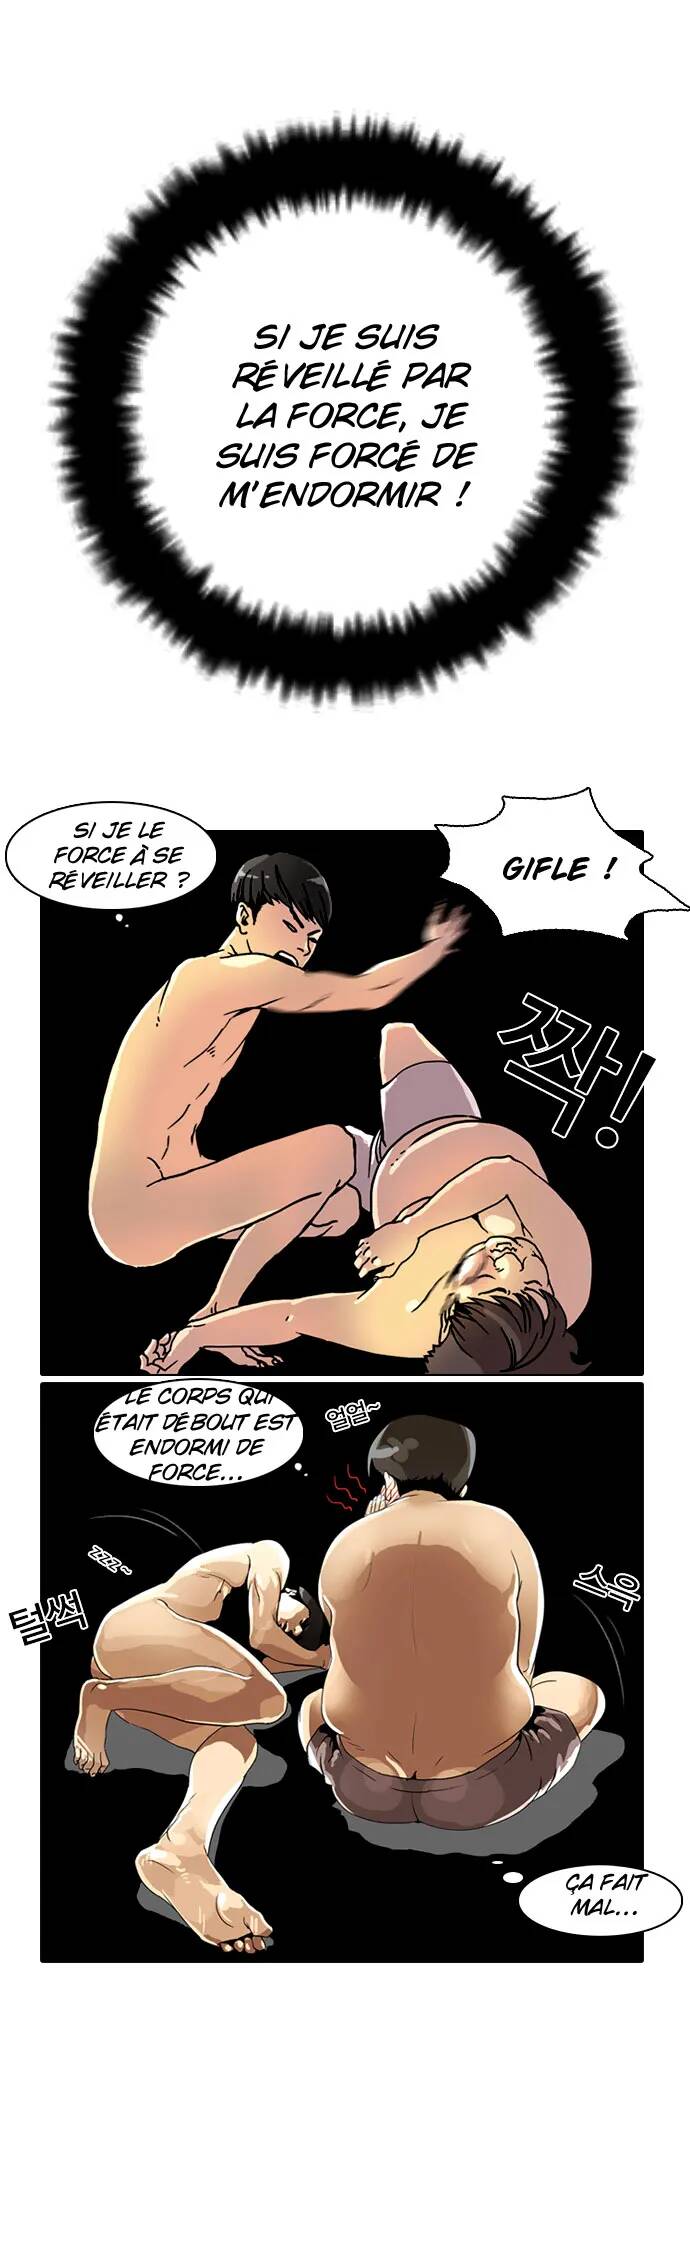 SI JE SUIS
RÉVEILLÉ PAR
LA FORCE, JE
SUIS FORCÉ DE
M'ENDORMIR !
SI JE LE
FORCE À SE
RÉVEILLER ?
GIFLE !
짝!
LE CORPS QUI
ÉTAIT DÉBOUT EST
ENDORMI DE
FORCE...
얼얼~
zzz~
털썩
스윽
ÇA FAIT
MAL...